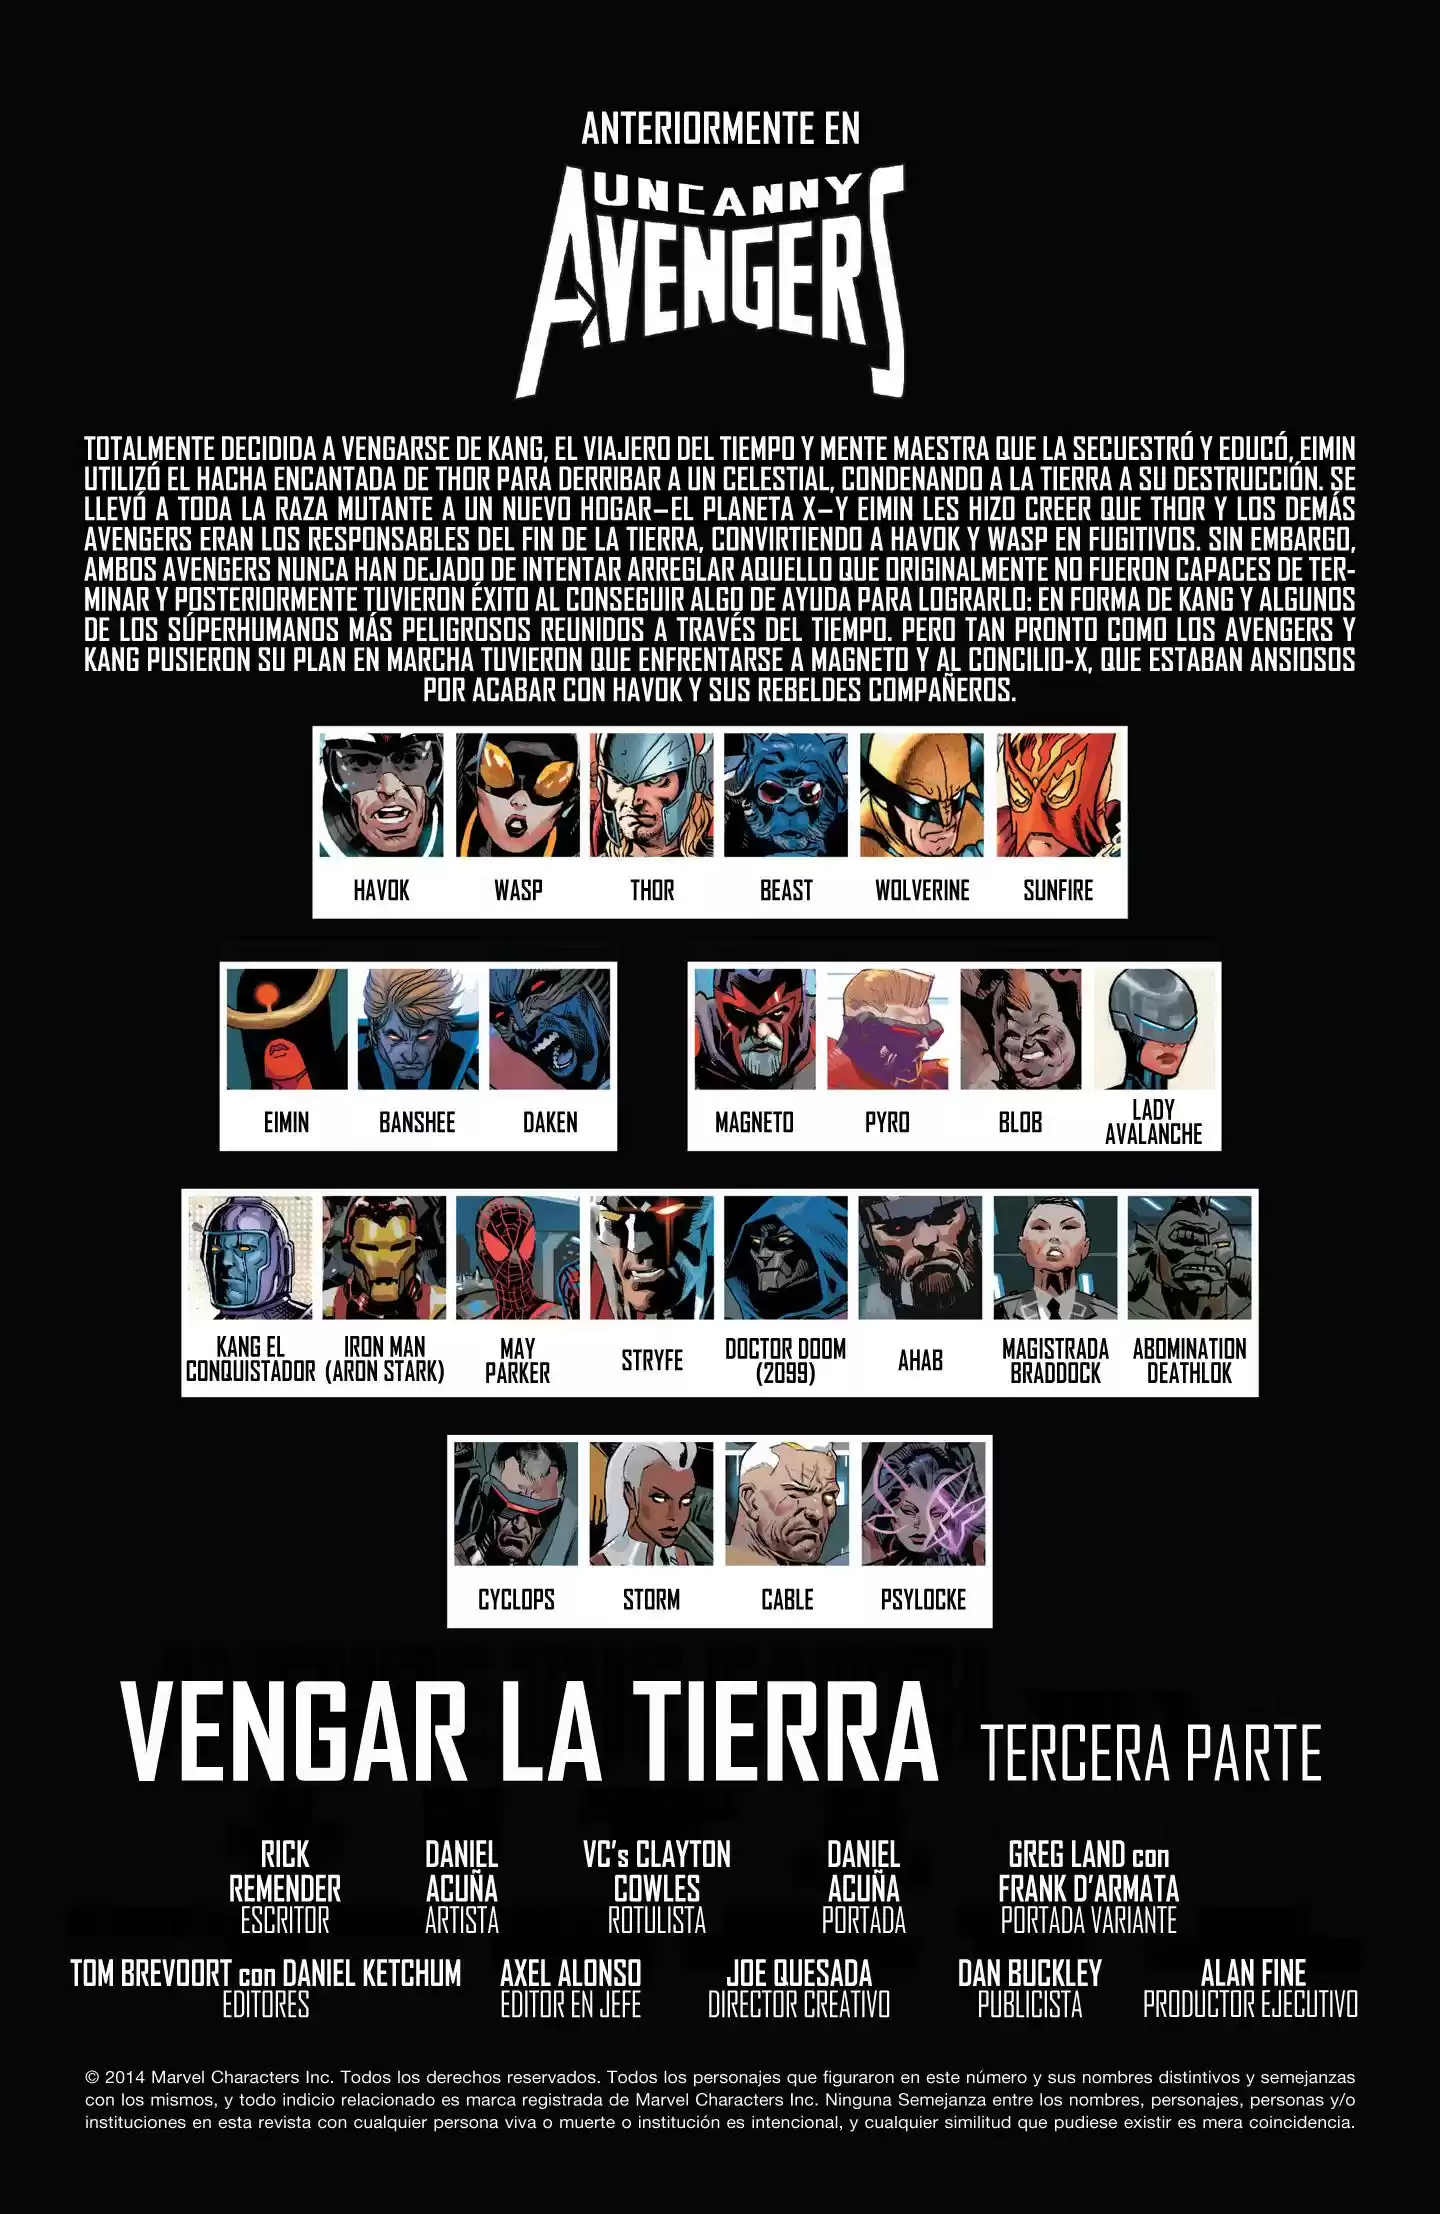 ANTERIORMENTE EN
UNCANNY
AVENGERS
TOTALMENTE DECIDIDA A VENGARSE DE KANG, EL VIAJERO DEL TIEMPO Y MENTE MAESTRA QUE LA SECUESTRÓ Y EDUCÓ, EIMIN
UTILIZÓ EL HACHA ENCANTADA DE THOR PARA DERRIBAR A UN CELESTIAL, CONDENANDO A LA TIERRA A SU DESTRUCCIÓN. SE
LLEVÓ A TODA LA RAZA MUTANTE A UN NUEVO HOGAR—EL PLANETA X—Y EIMIN LES HIZO CREER QUE THOR Y LOS DEMÁS
AVENGERS ERAN LOS RESPONSABLES DEL FIN DE LA TIERRA, CONVIRTIENDO A HAVOK Y WASP EN FUGITIVOS. SIN EMBARGO,
AMBOS AVENGERS NUNCA HAN DEJADO DE INTENTAR ARREGLAR AQUELLO QUE ORIGINALMENTE NO FUERON CAPACES DE TER-
MINAR Y POSTERIORMENTE TUVIERON ÉXITO AL CONSEGUIR ALGO DE AYUDA PARA LOGRARLO: EN FORMA DE KANG Y ALGUNOS
DE LOS SÚPERHUMANOS MÁS PELIGROSOS REUNIDOS A TRAVÉS DEL TIEMPO. PERO TAN PRONTO COMO LOS AVENGERS Y
KANG PUSIERON SU PLAN EN MARCHA TUVIERON QUE ENFRENTARSE A MAGNETO Y AL CONCILIO-X, QUE ESTABAN ANSIOSOS
POR ACABAR CON HAVOK Y SUS REBELDES COMPAÑEROS.
HAVOK WASP THOR BEAST WOLVERINE SUNFIRE
EIMIN BANSHEE DAKEN
MAGNETO PYRO BLOB LADY
AVALANCHE
KANG EL IRON MAN MAY STRYFE DOCTOR DOOM AHAB MAGISTRADA ABOMINATION
CONQUISTADOR (ARON STARK) PARKER (2099) BRADDOCK DEATHLOK
CYCLOPS STORM CABLE PSYLOCKE
VENGAR LA TIERRA TERCERA PARTE
RICK DANIEL VC's CLAYTON DANIEL GREG LAND con
REMENDER ACUÑA COWLES ACUÑA FRANK D'ARMATA
ESCRITOR ARTISTA ROTULISTA PORTADA PORTADA VARIANTE
TOM BREVOORT con DANIEL KETCHUM AXEL ALONSO JOE QUESADA DAN BUCKLEY ALAN FINE
EDITORES EDITOR EN JEFE DIRECTOR CREATIVO PUBLICISTA PRODUCTOR EJECUTIVO
© 2014 Marvel Characters Inc. Todos los derechos reservados. Todos los personajes que figuraron en este número y sus nombres distintivos y semejanzas
con los mismos, y todo indicio relacionado es marca registrada de Marvel Characters Inc. Ninguna Semejanza entre los nombres, personajes, personas y/o
instituciones en esta revista con cualquier persona viva o muerte o institución es intencional, y cualquier similitud que pudiese existir es mera coincidencia.